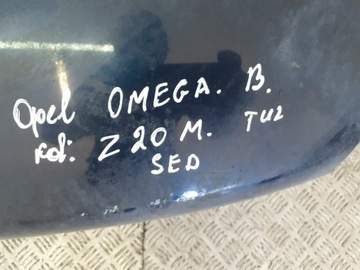 Opel OMEGA. B.
kol: Z20M. TU2
SED